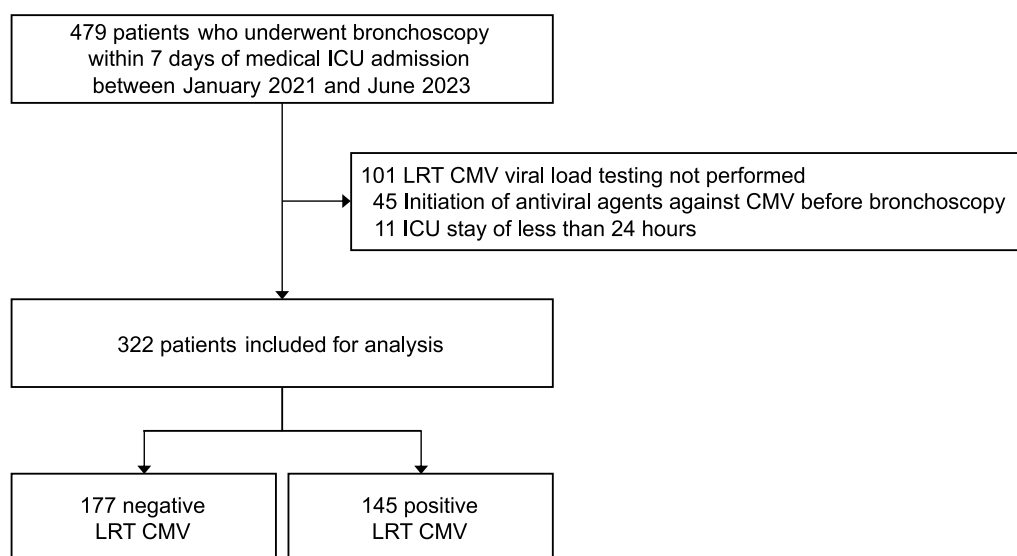 479 patients who underwent bronchoscopy
within 7 days of medical ICU admission
between January 2021 and June 2023
101 LRT CMV viral load testing not performed
45 Initiation of antiviral agents against CMV before bronchoscopy
11 ICU stay of less than 24 hours
322 patients included for analysis
177 negative
LRT CMV
145 positive
LRT CMV